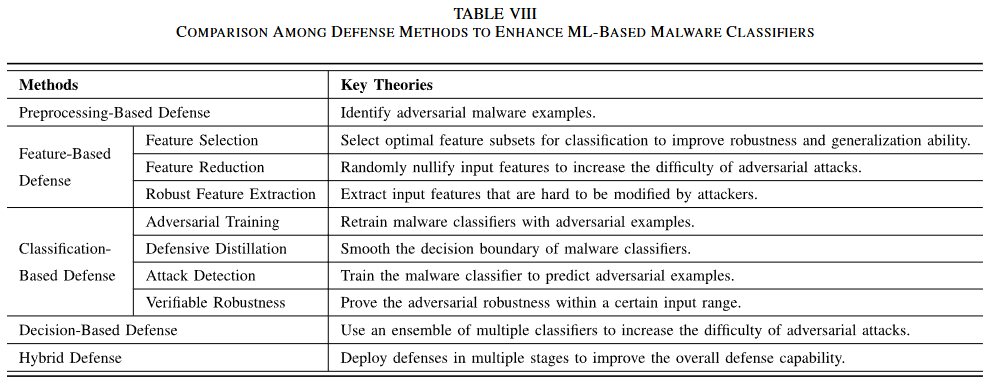 TABLE VIII
COMPARISON AMONG DEFENSE METHODS TO ENHANCE ML-BASED MALWARE CLASSIFIERS
Methods Key Theories
Preprocessing-Based Defense Identify adversarial malware examples.
Feature-Based
Defense
Feature Selection Select optimal feature subsets for classification to improve robustness and generalization ability.
Feature Reduction Randomly nullify input features to increase the difficulty of adversarial attacks.
Robust Feature Extraction Extract input features that are hard to be modified by attackers.
Classification-
Based Defense
Adversarial Training Retrain malware classifiers with adversarial examples.
Defensive Distillation Smooth the decision boundary of malware classifiers.
Attack Detection Train the malware classifier to predict adversarial examples.
Verifiable Robustness Prove the adversarial robustness within a certain input range.
Decision-Based Defense Use an ensemble of multiple classifiers to increase the difficulty of adversarial attacks.
Hybrid Defense Deploy defenses in multiple stages to improve the overall defense capability.